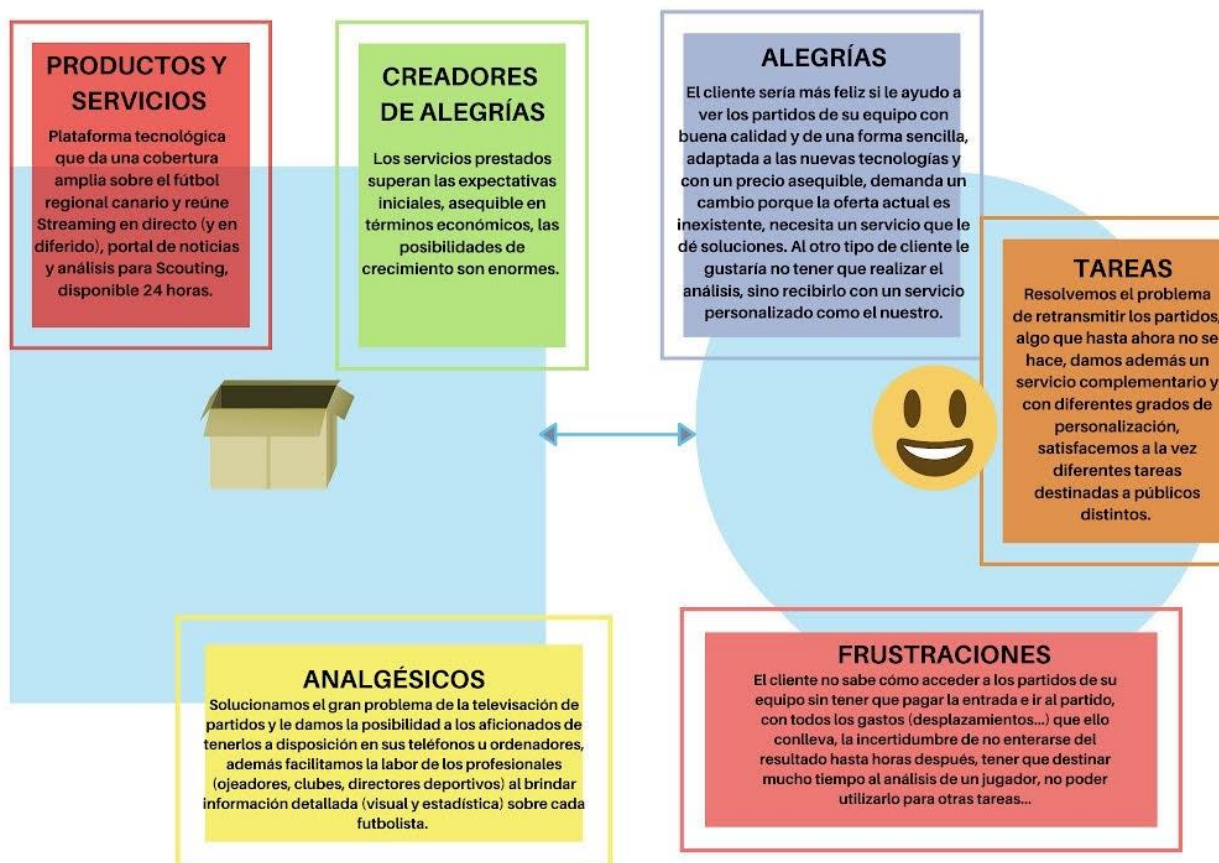 PRODUCTOS Y
SERVICIOS
Plataforma tecnológica
que da una cobertura
amplia sobre el fútbol
regional canario y reúne
Streaming en directo (y en
diferido), portal de noticias
y análisis para Scouting,
disponible 24 horas.
CREADORES
DE ALEGRÍAS
Los servicios prestados
superan las expectativas
iniciales, asequible en
términos económicos, las
posibilidades de
crecimiento son enormes.
ALEGRÍAS
El cliente sería más feliz si le ayudo a
ver los partidos de su equipo con
buena calidad y de una forma sencilla,
adaptada a las nuevas tecnologías y
con un precio asequible, demanda un
cambio porque la oferta actual es
inexistente, necesita un servicio que le
dé soluciones. Al otro tipo de cliente le
gustaría no tener que realizar el
análisis, sino recibirlo con un servicio
personalizado como el nuestro.
TAREAS
Resolvemos el problema
de retransmitir los partidos,
algo que hasta ahora no se
hace, damos además un
servicio complementario y
con diferentes grados de
personalización,
satisfacemos a la vez
diferentes tareas
destinadas a públicos
distintos.
ANALGÉSICOS
Solucionamos el gran problema de la televisación de
partidos y le damos la posibilidad a los aficionados de
tenerlos a disposición en sus teléfonos u ordenadores,
además facilitamos la labor de los profesionales
(ojeadores, clubes, directores deportivos) al brindar
información detallada (visual y estadística) sobre cada
futbolista.
FRUSTRACIONES
El cliente no sabe cómo acceder a los partidos de su
equipo sin tener que pagar la entrada e ir al partido,
con todos los gastos (desplazamientos...) que ello
conlleva, la incertidumbre de no enterarse del
resultado hasta horas después, tener que destinar
mucho tiempo al análisis de un jugador, no poder
utilizarlo para otras tareas...